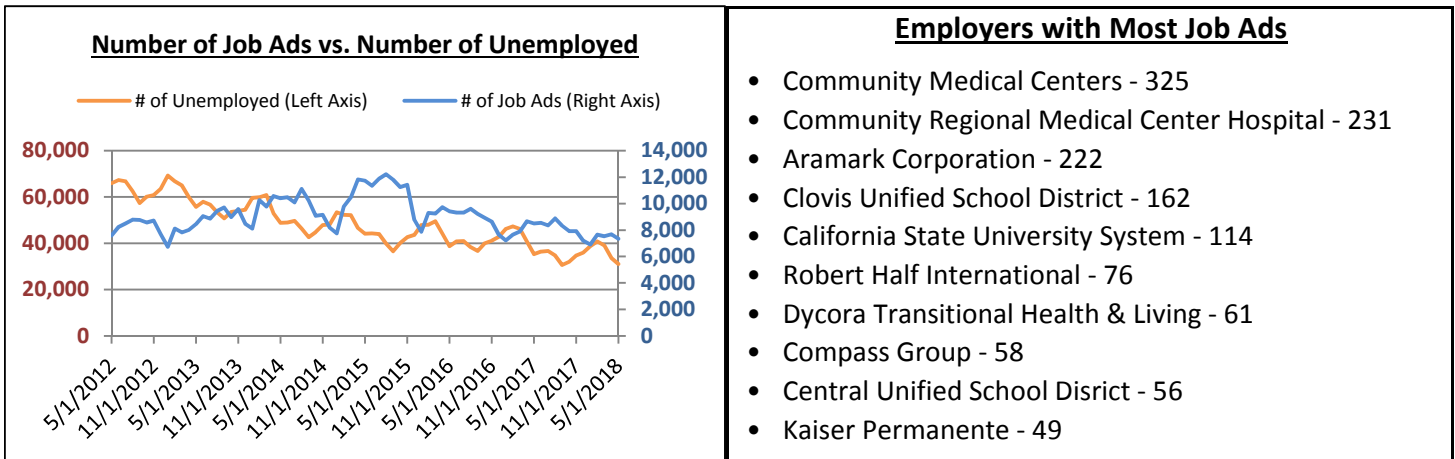 Number of Job Ads vs. Number of Unemployed
# of Unemployed (Left Axis)
# of Job Ads (Right Axis)
80,000
60,000
40,000
20,000
0
14,000
12,000
10,000
8,000
6,000
4,000
2,000
0
5/1/2012
11/1/2012
5/1/2013
11/1/2013
5/1/2014
11/1/2014
5/1/2015
11/1/2015
5/1/2016
11/1/2016
5/1/2017
11/1/2017
5/1/2018
Employers with Most Job Ads
• Community Medical Centers - 325
• Community Regional Medical Center Hospital - 231
• Aramark Corporation - 222
• Clovis Unified School District - 162
• California State University System - 114
• Robert Half International - 76
• Dycora Transitional Health & Living - 61
• Compass Group - 58
• Central Unified School Disrict - 56
• Kaiser Permanente - 49